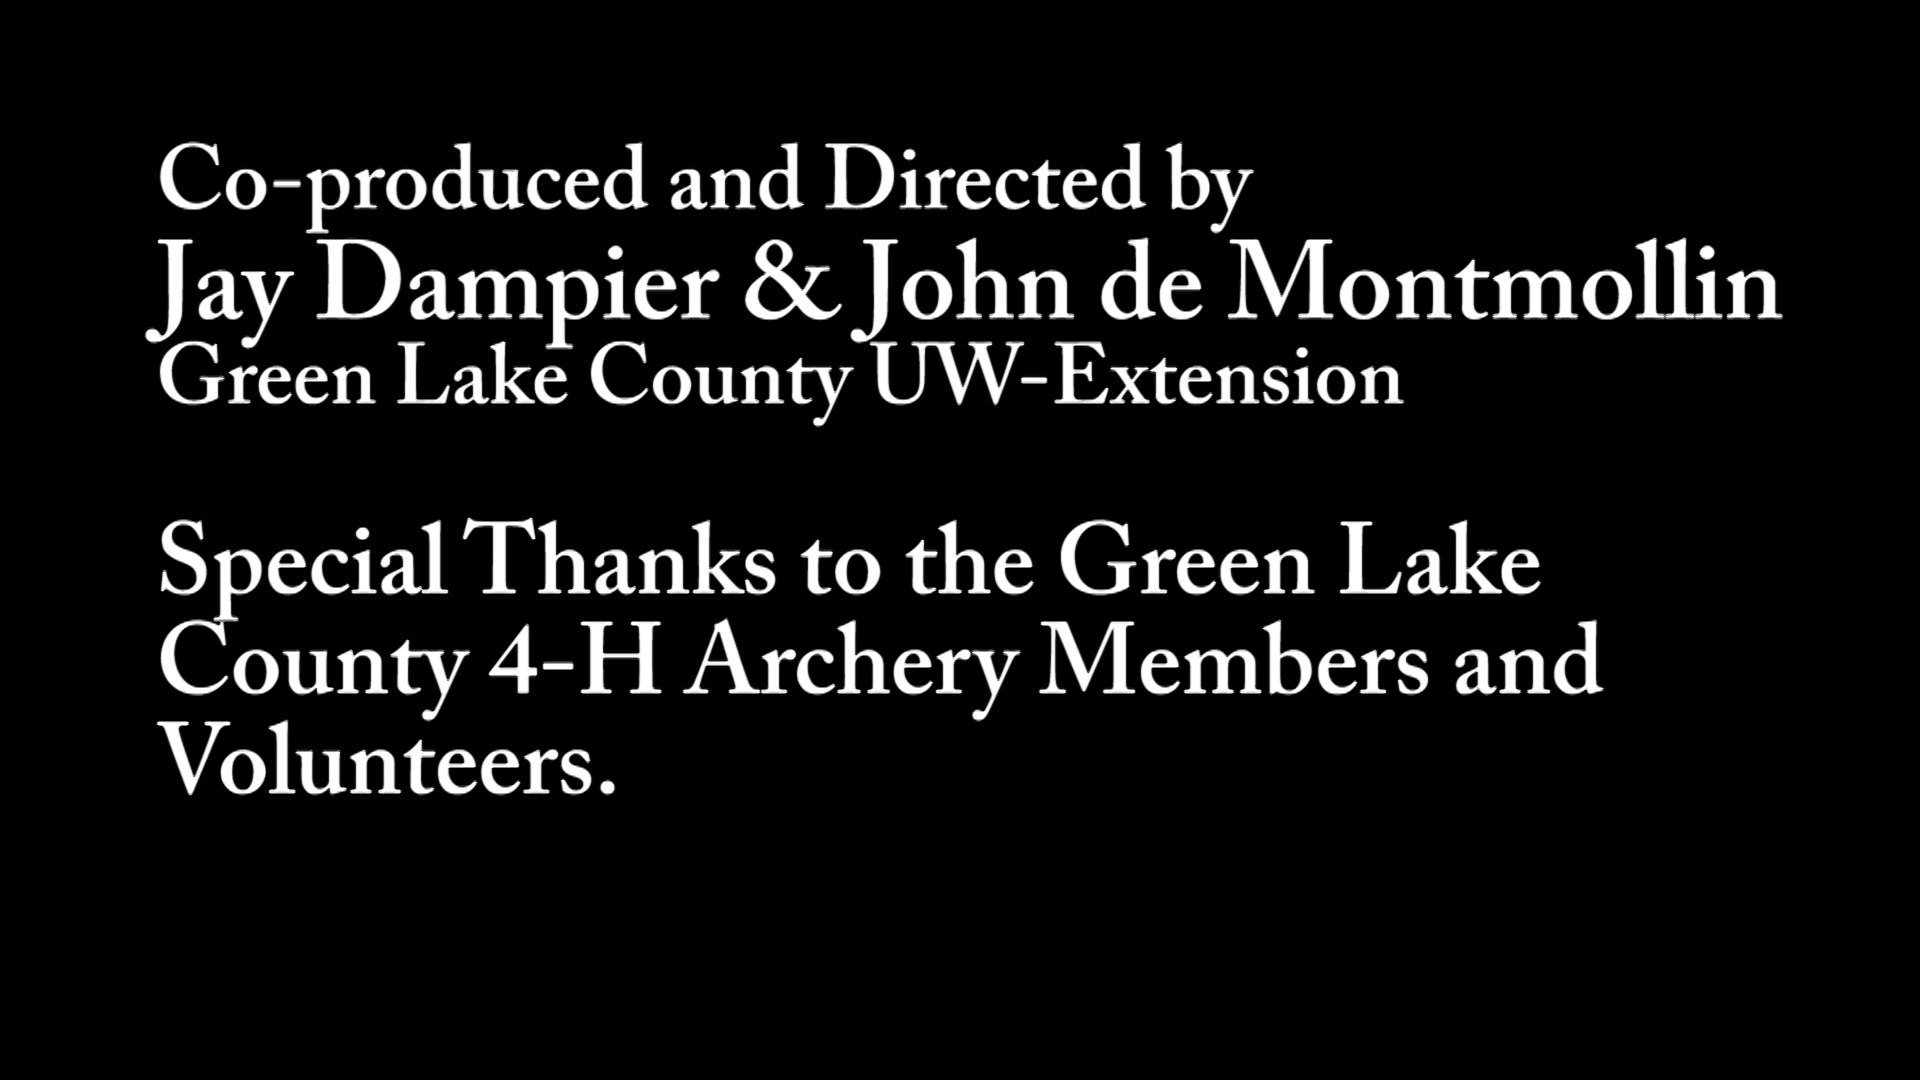 Co-produced and Directed by
Jay Dampier & John de Montmollin
Green Lake County UW-Extension
Special Thanks to the Green Lake
County 4-H Archery Members and
Volunteers.